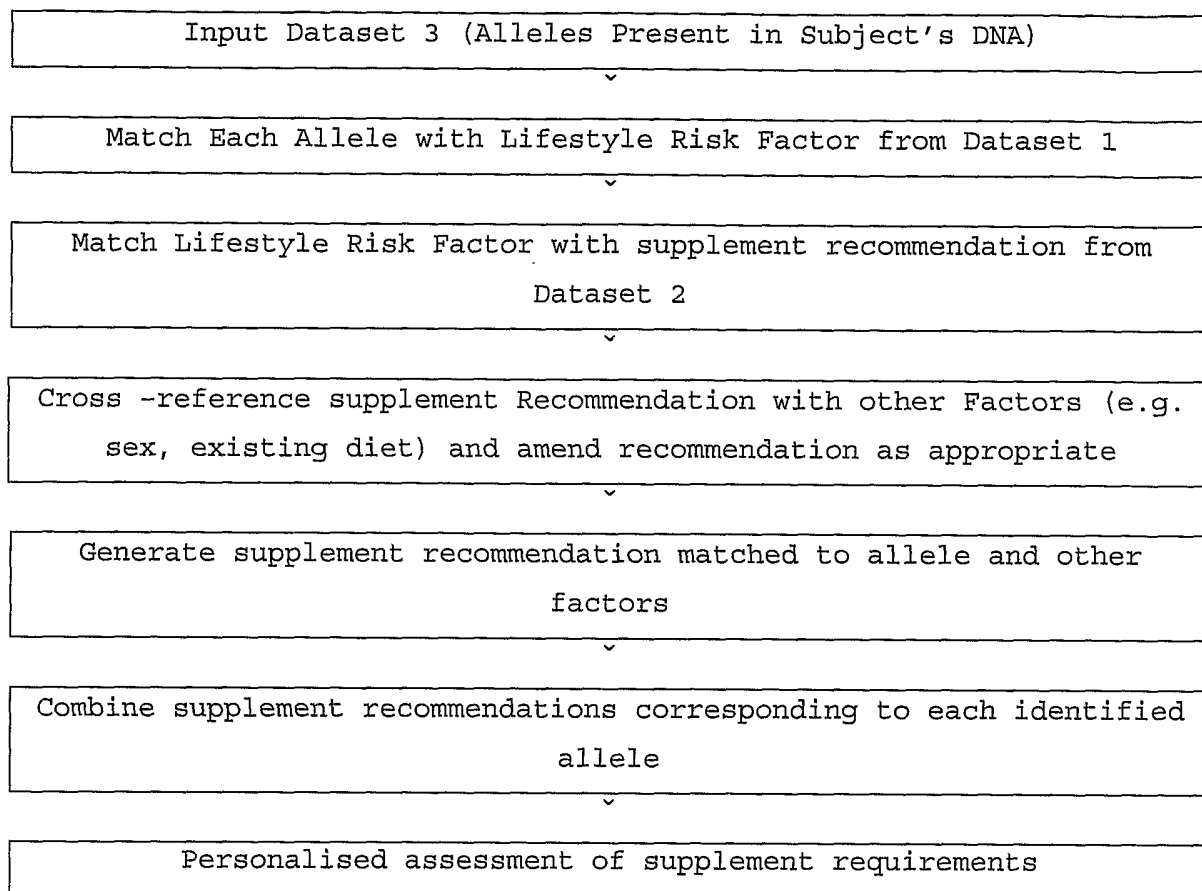 Input Dataset 3 (Alleles Present in Subject's DNA)
Match Each Allele with Lifestyle Risk Factor from Dataset 1
Match Lifestyle Risk Factor with supplement recommendation from
Dataset 2
Cross -reference supplement Recommendation with other Factors (e.g.
sex, existing diet) and amend recommendation as appropriate
Generate supplement recommendation matched to allele and other
factors
Combine supplement recommendations corresponding to each identified
allele
Personalised assessment of supplement requirements